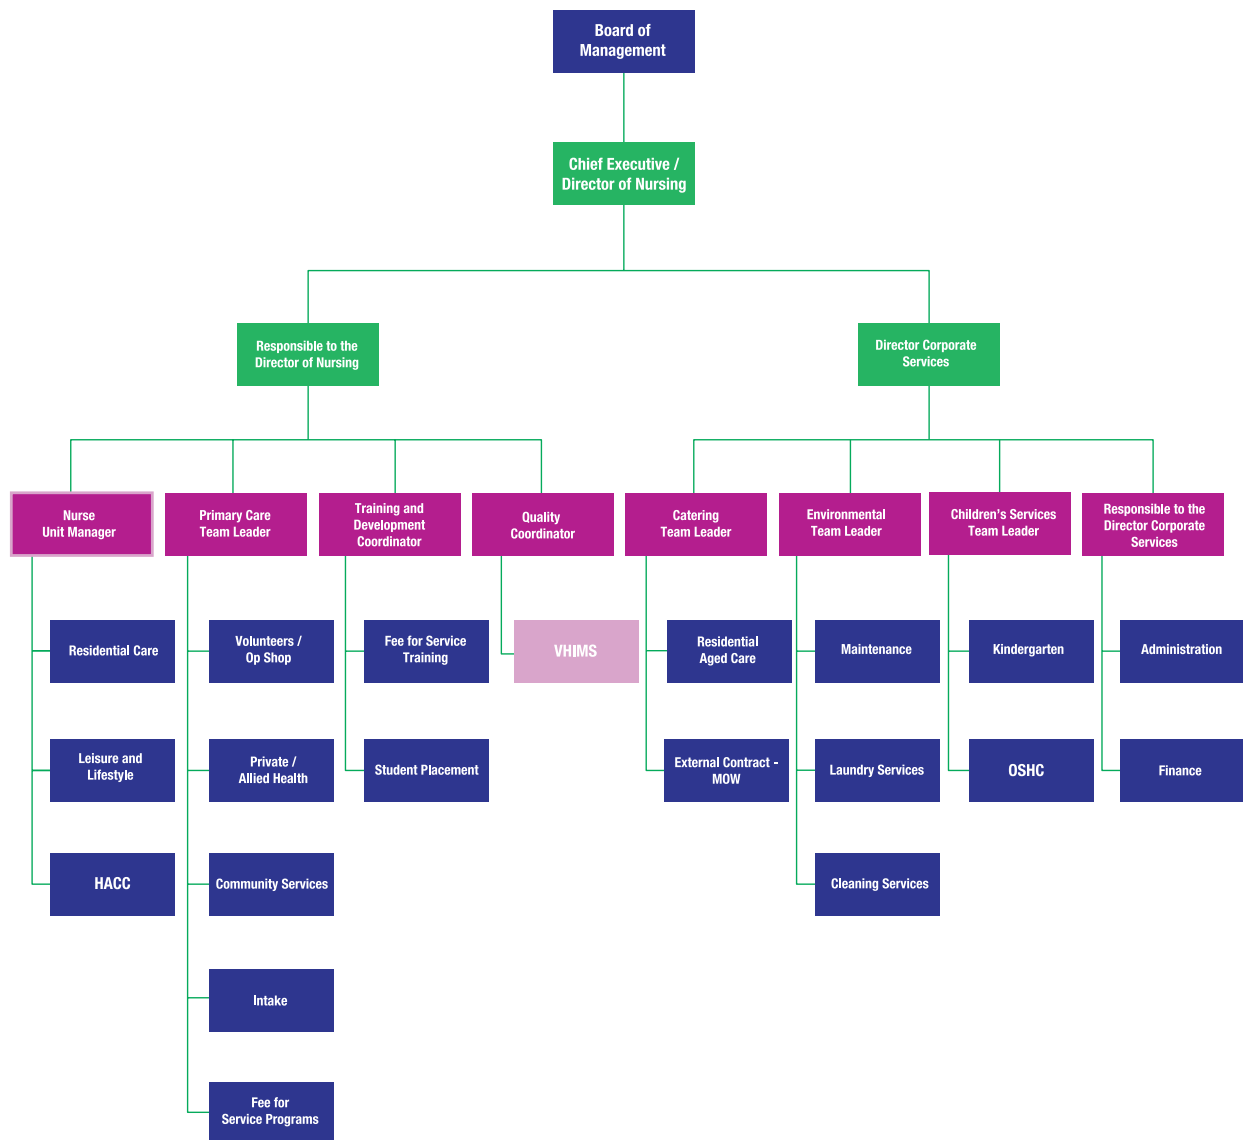 Board of
Management
Chief Executive /
Director of Nursing
Responsible to the
Director of Nursing
Director Corporate
Services
Nurse
Unit Manager
Primary Care
Team Leader
Training and
Development
Coordinator
Quality
Coordinator
Catering
Team Leader
Environmental
Team Leader
Children’s Services
Team Leader
Responsible to the
Director Corporate
Services
Residential Care
Volunteers /
Op Shop
Fee for Service
Training
VHIMS
Residential
Aged Care
Maintenance
Kindergarten
Administration
Leisure and
Lifestyle
Private /
Allied Health
Student Placement
External Contract -
MOW
Laundry Services
OSHC
Finance
HACC
Community Services
Cleaning Services
Intake
Fee for
Service Programs